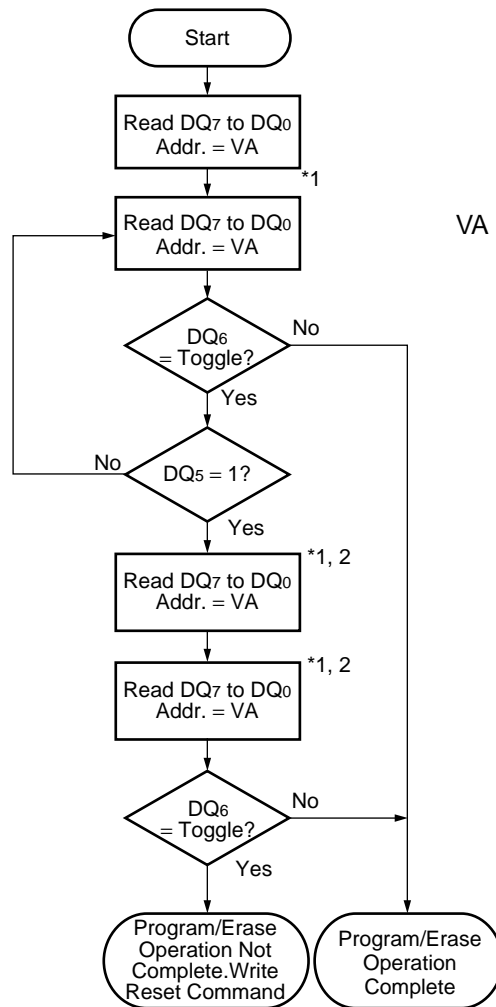 Start
Read DQ7 to DQ0
Addr. = VA
*1
Read DQ7 to DQ0
Addr. = VA
VA
DQ6
= Toggle?
No
Yes
No
DQ5 = 1?
Yes
*1, 2
Read DQ7 to DQ0
Addr. = VA
*1, 2
Read DQ7 to DQ0
Addr. = VA
DQ6
= Toggle?
No
Yes
Program/Erase
Operation Not
Complete.Write
Reset Command
Program/Erase
Operation
Complete